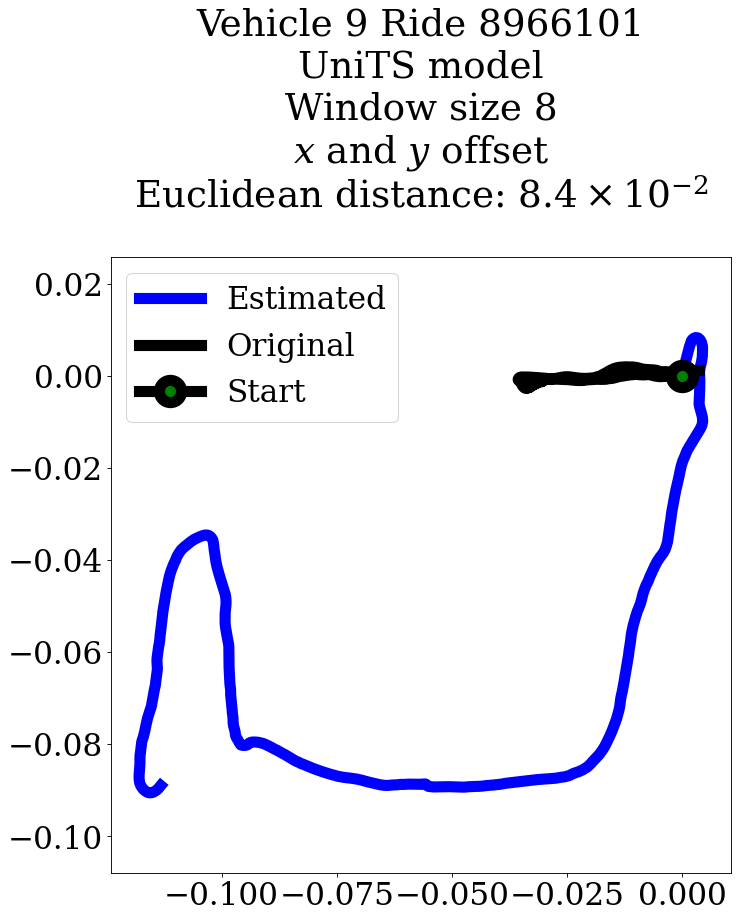 Vehicle 9 Ride 8966101
UniTS model
Window size 8
x and y offset
Euclidean distance: 8.4 × 10⁻²
Estimated
Original
Start
0.02
0.00
−0.02
−0.04
−0.06
−0.08
−0.10
−0.100 −0.075 −0.050 −0.025 0.000